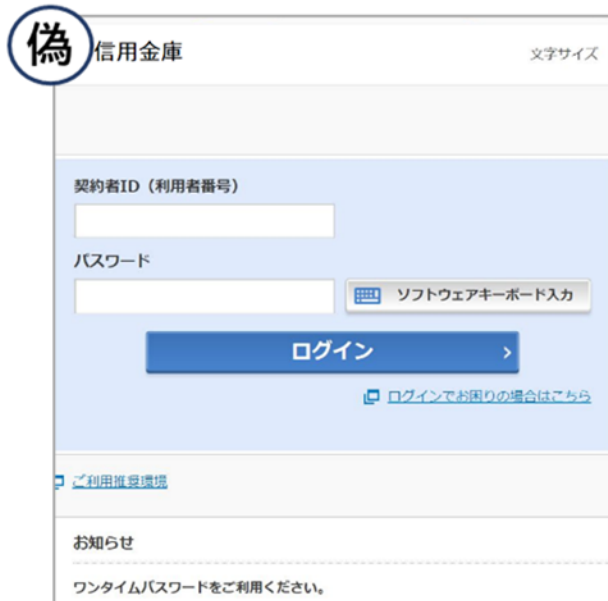 偽
信用金庫
文字サイズ
契約者ID（利用者番号）
パスワード
ソフトウェアキーボード入力
ログイン
ログインでお困りの場合はこちら
ご利用推奨環境
お知らせ
ワンタイムパスワードをご利用ください。